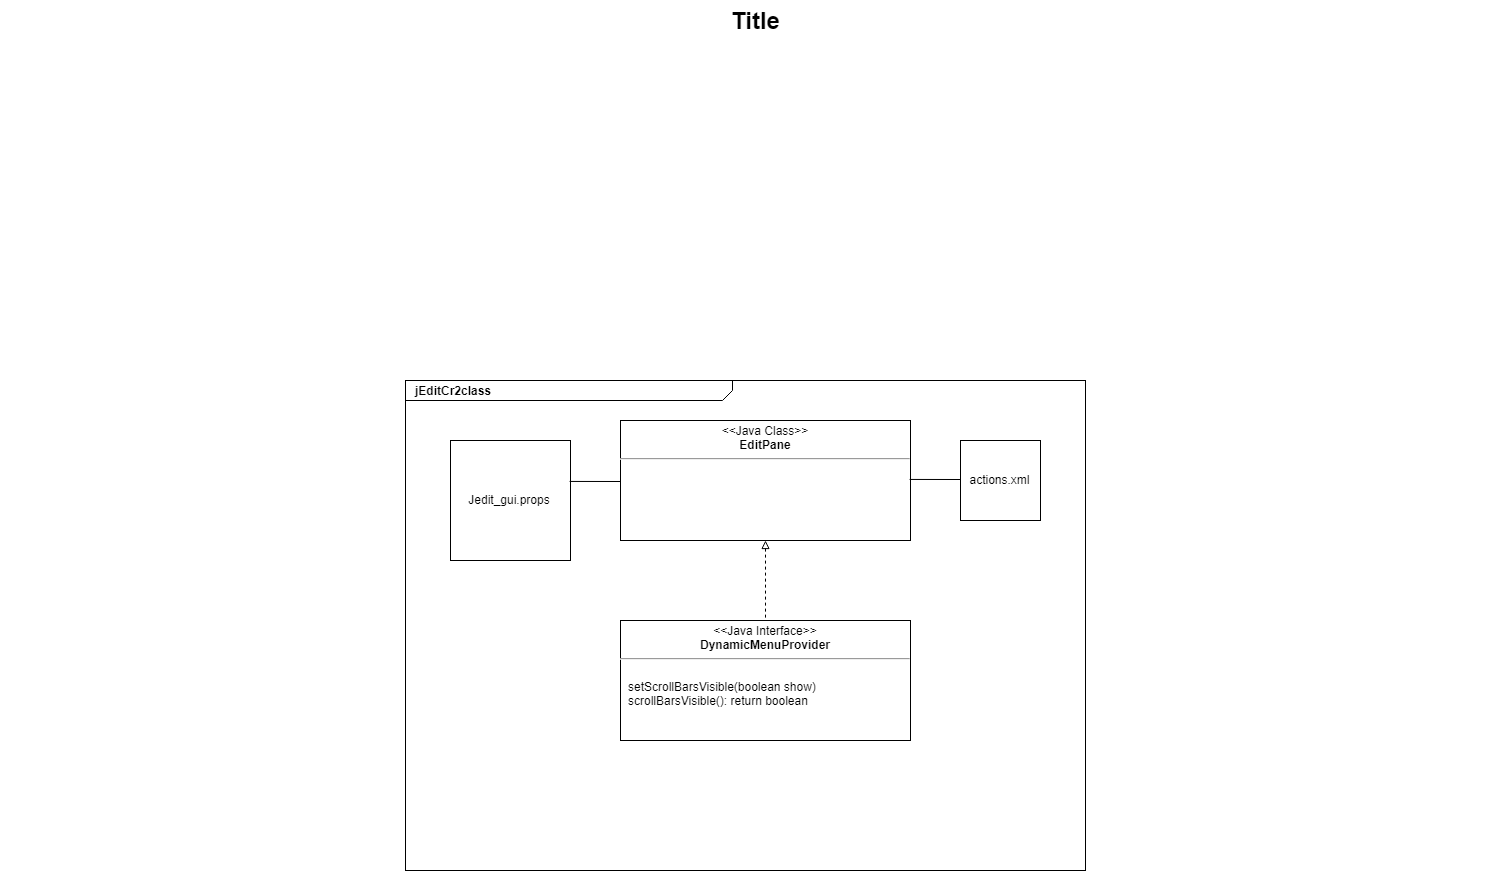 Title
jEditCr2class
<<Java Class>>
EditPane
Jedit_gui.props
actions.xml
<<Java Interface>>
DynamicMenuProvider
setScrollBarsVisible(boolean show)
scrollBarsVisible(): return boolean